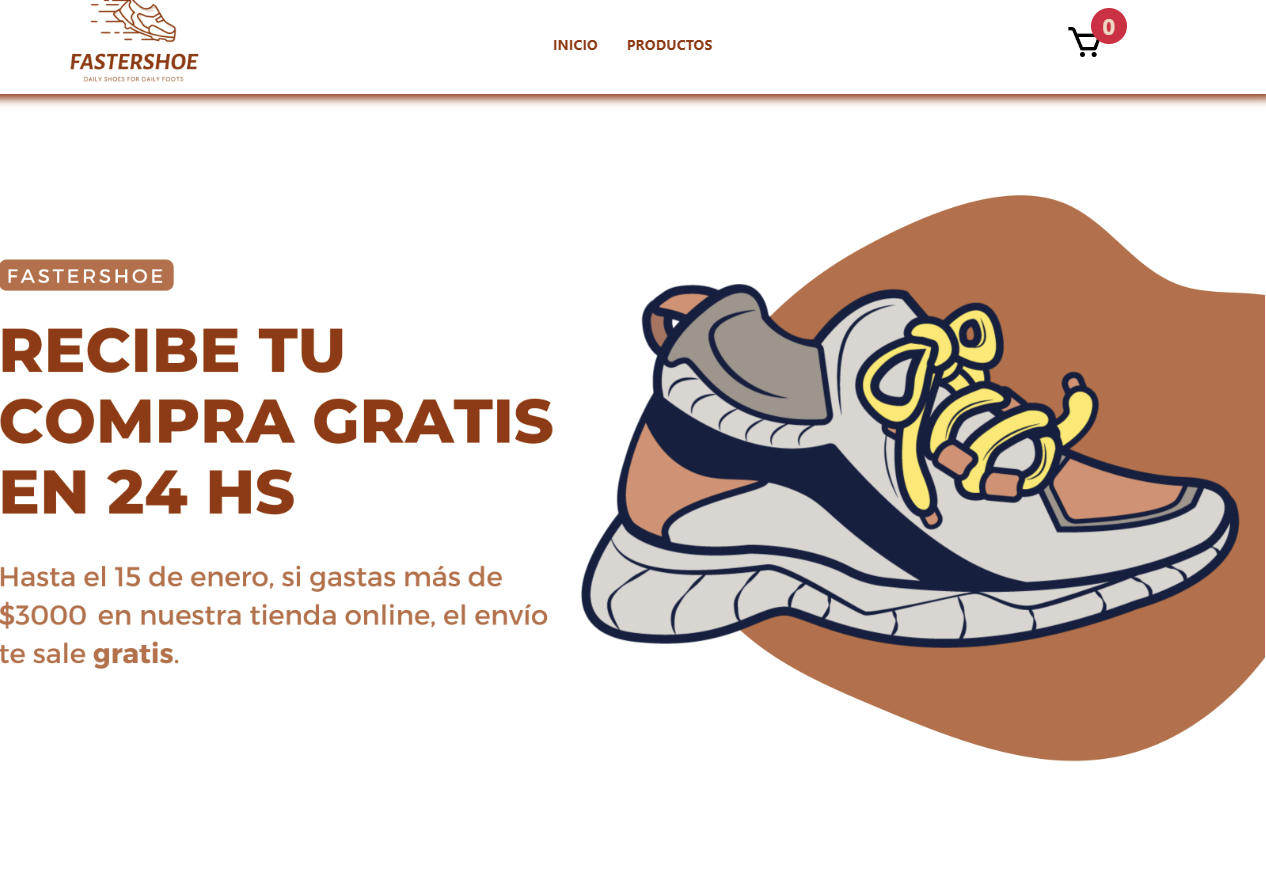 FASTERSHOE
DAILY SHOES FOR DAILY FOOTS
INICIO
PRODUCTOS
0
FASTERSHOE
RECIBE TU
COMPRA GRATIS
EN 24 HS
Hasta el 15 de enero, si gastas más de
$3000 en nuestra tienda online, el envío
te sale gratis.